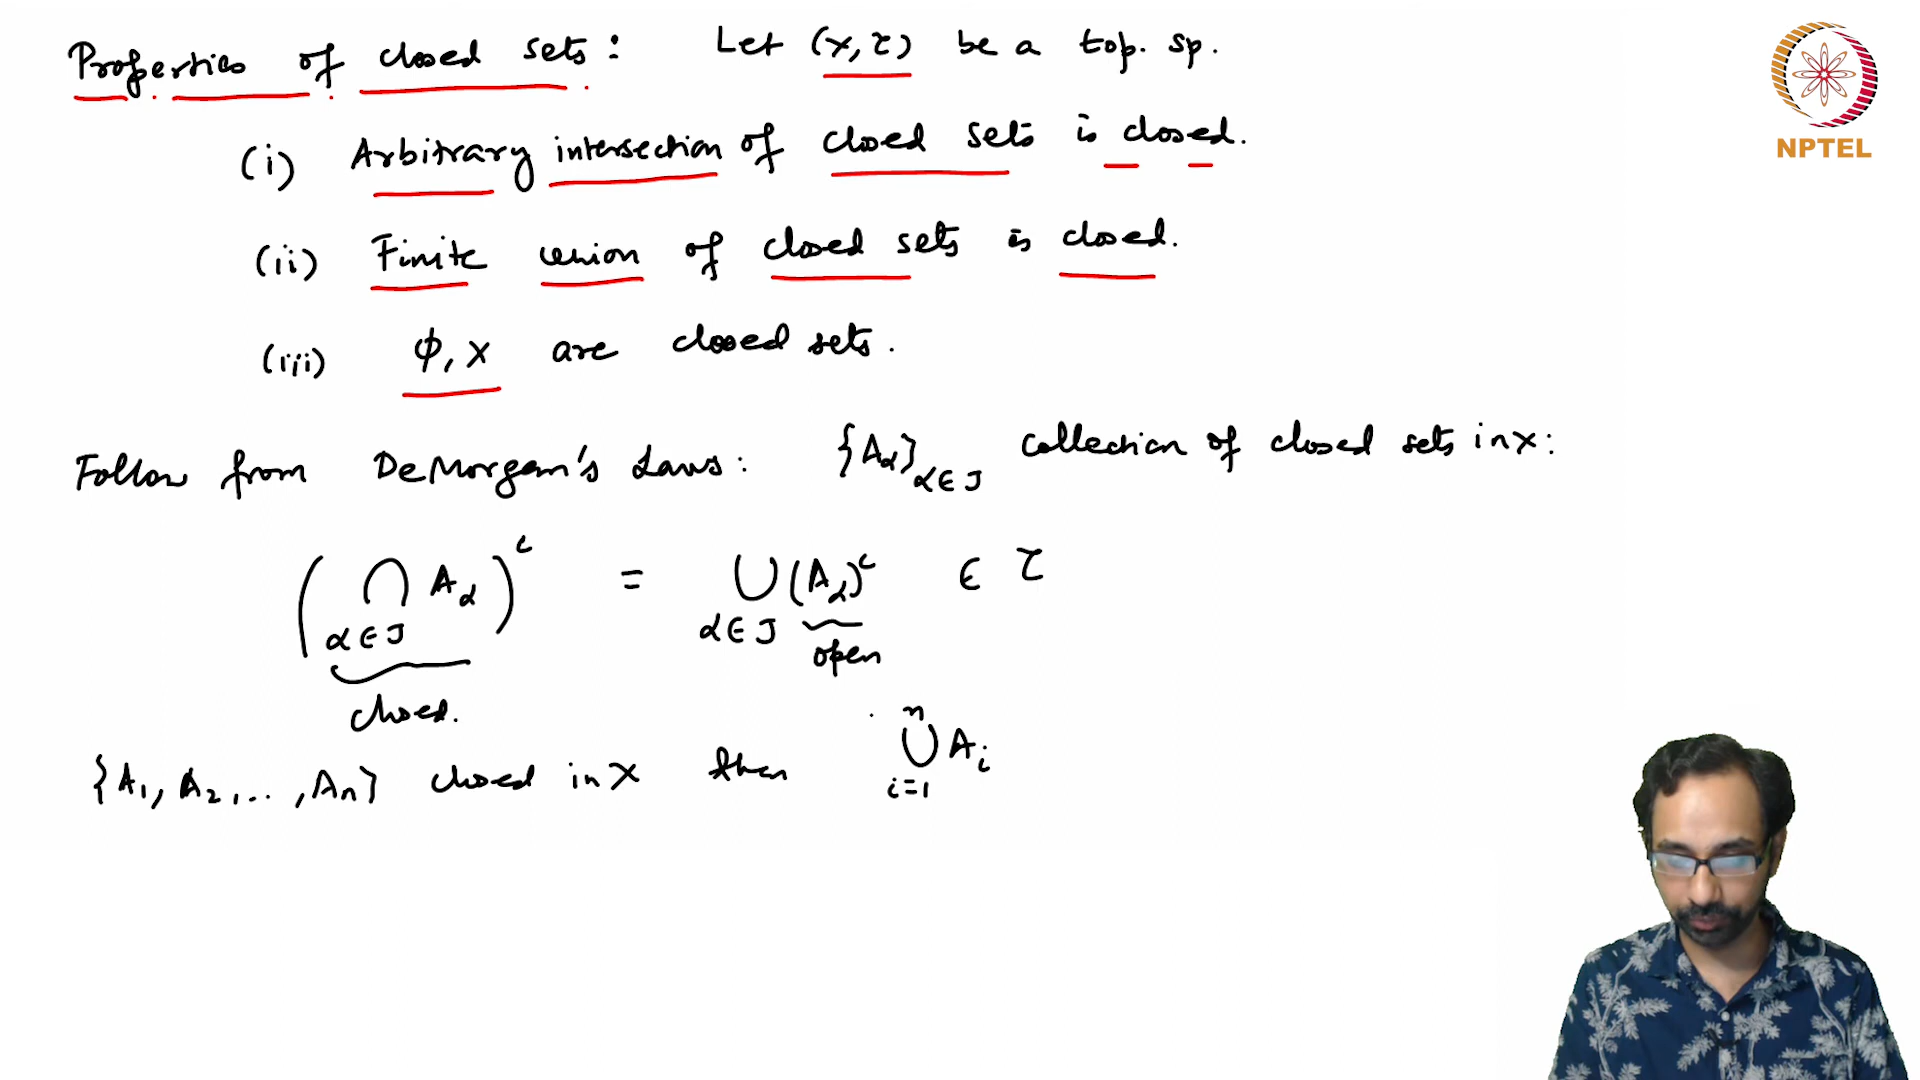 Properties of closed sets: Let (X, τ) be a top. sp.
NPTEL
(i) Arbitrary intersection of closed sets is closed.
(ii) Finite union of closed sets is closed.
(iii) ϕ, X are closed sets.
Follow from DeMorgan's Laws: {A_α}_{α∈J} collection of closed sets in X:
(⋂_{α∈J} A_α)^c = ⋃_{α∈J} (A_α)^c ∈ τ
closed. open
{A_1, A_2, .., A_n} closed in X then ⋃_{i=1}^n A_i